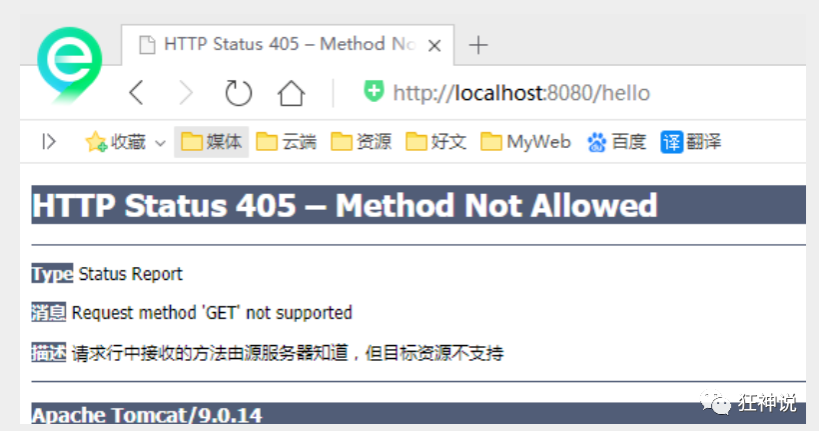 HTTP Status 405 – Method Nc
http://localhost:8080/hello
收藏 媒体 云端 资源 好文 MyWeb 百度 译 翻译
HTTP Status 405 – Method Not Allowed
Type Status Report
消息 Request method 'GET' not supported
描述 请求行中接收的方法由源服务器知道，但目标资源不支持
Apache Tomcat/9.0.14
狂神说